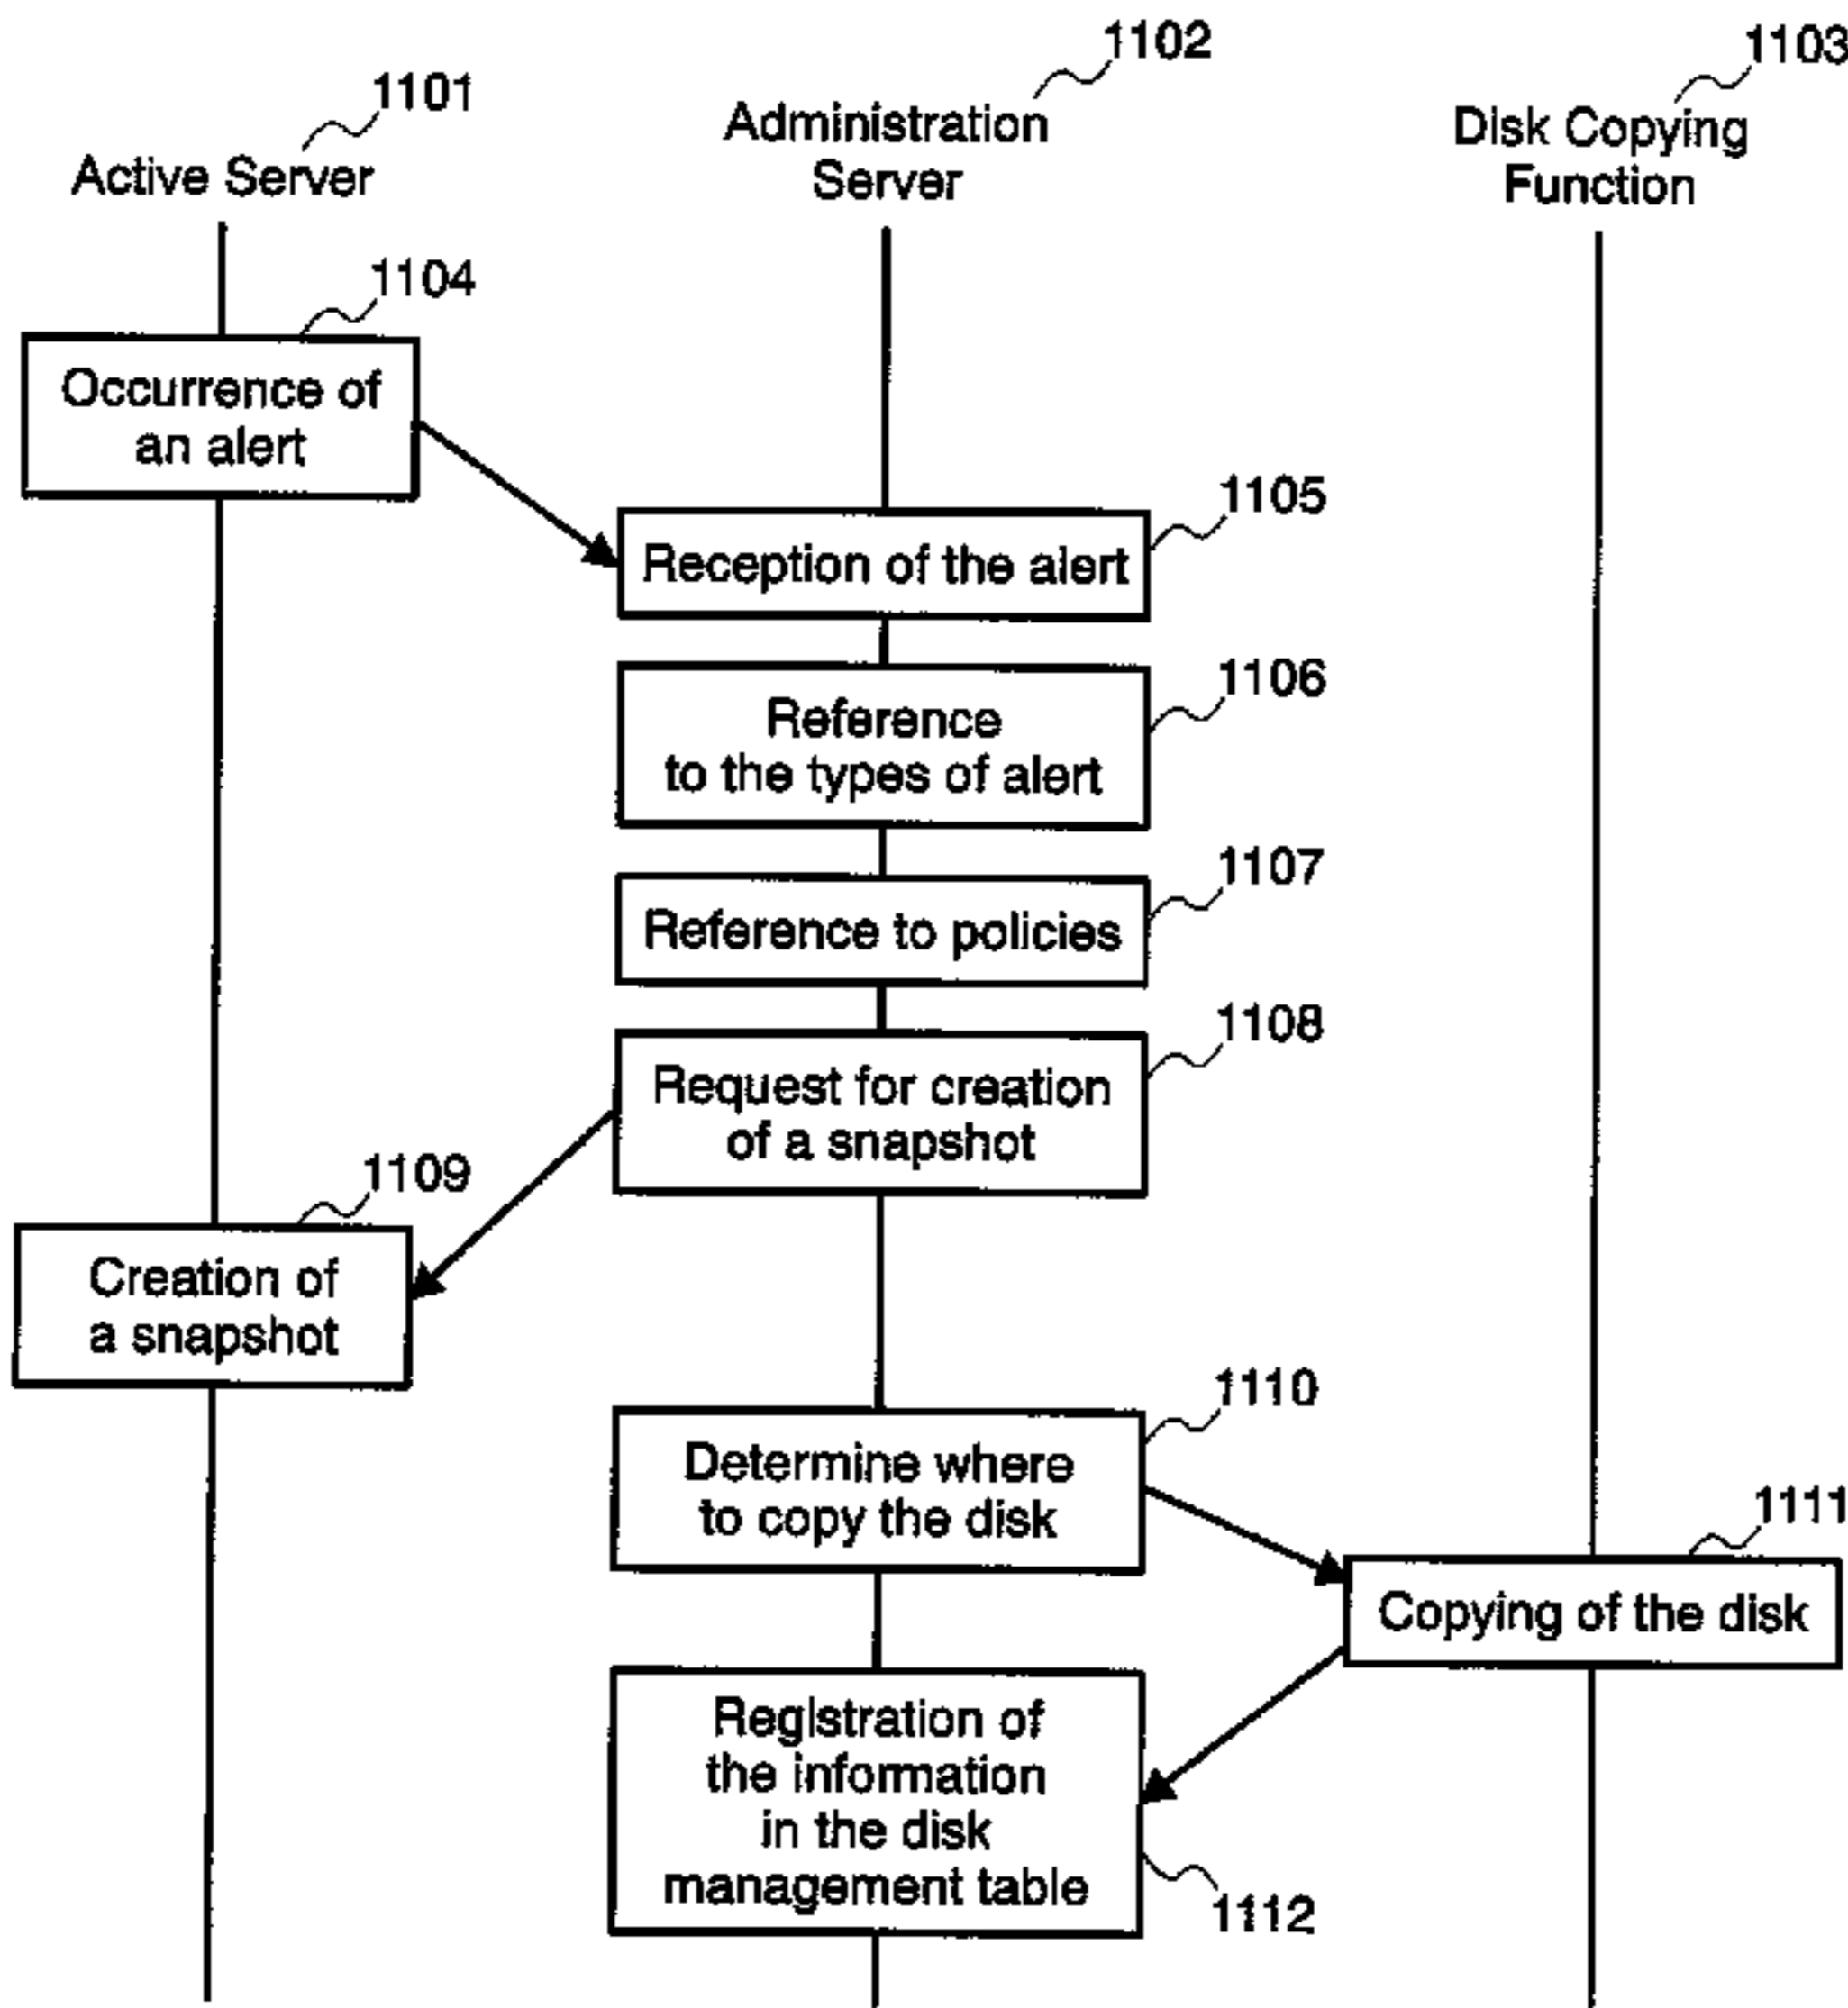 1101
Active Server
1102
Administration
Server
1103
Disk Copying
Function
1104
Occurrence of
an alert
1105
Reception of the alert
1106
Reference
to the types of alert
1107
Reference to policies
1108
Request for creation
of a snapshot
1109
Creation of
a snapshot
1110
Determine where
to copy the disk
1111
Copying of the disk
Registration of
the information
in the disk
management table
1112